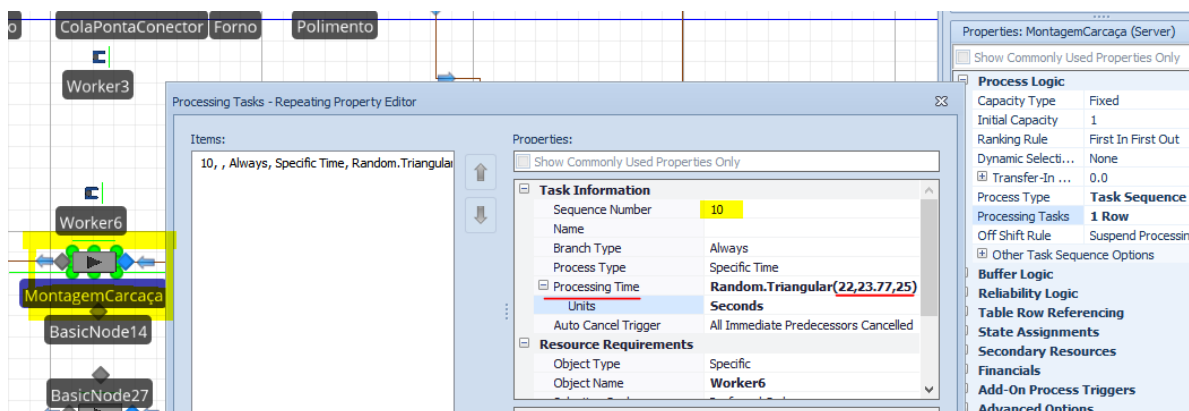 o
ColaPontaConector
Forno
Polimento
Worker3
Worker6
MontagemCarcaça
BasicNode14
BasicNode27
Processing Tasks - Repeating Property Editor
Items:
10, , Always, Specific Time, Random.Triangular
Properties:
Show Commonly Used Properties Only
Task Information
Sequence Number 10
Name
Branch Type Always
Process Type Specific Time
Processing Time Random.Triangular(22,23.77,25)
Units Seconds
Auto Cancel Trigger All Immediate Predecessors Cancelled
Resource Requirements
Object Type Specific
Object Name Worker6
Properties: MontagemCarcaça (Server)
Show Commonly Used Properties Only
Process Logic
Capacity Type Fixed
Initial Capacity 1
Ranking Rule First In First Out
Dynamic Selecti... None
Transfer-In ... 0.0
Process Type Task Sequence
Processing Tasks 1 Row
Off Shift Rule Suspend Processin
Other Task Sequence Options
Buffer Logic
Reliability Logic
Table Row Referencing
State Assignments
Secondary Resources
Financials
Add-On Process Triggers
Advanced Options